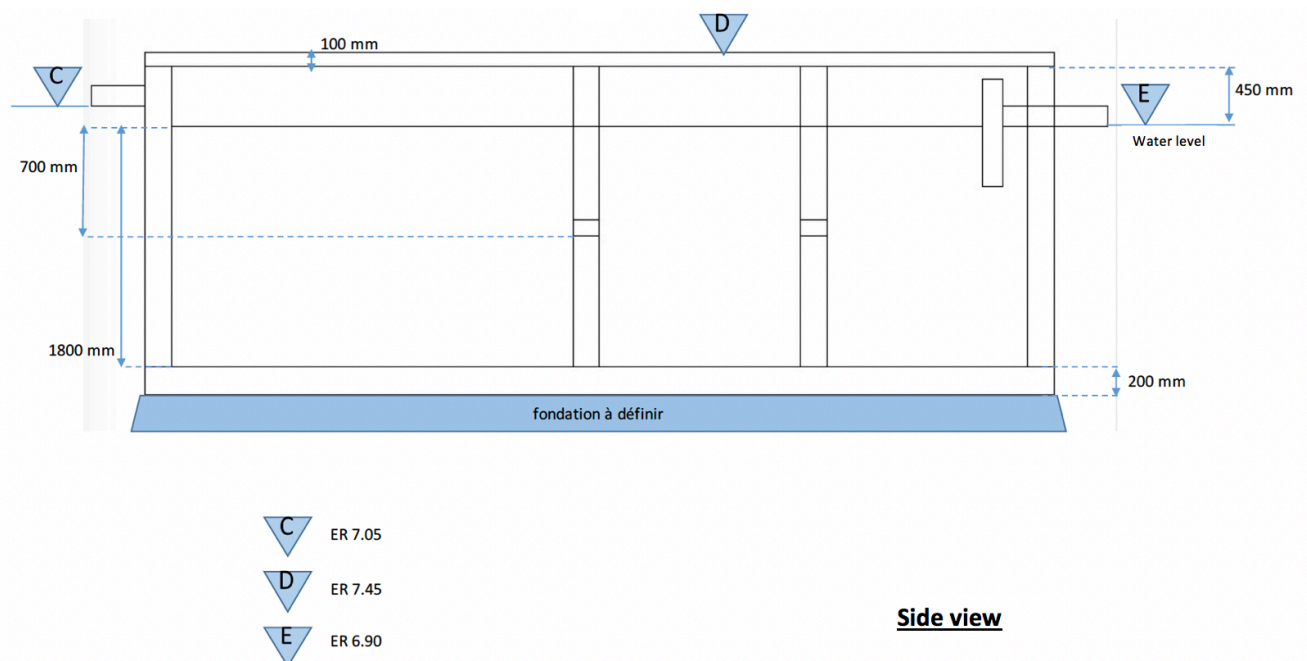 D
100 mm
C
450 mm
E
Water level
700 mm
1800 mm
200 mm
fondation à définir
C ER 7.05
D ER 7.45
E ER 6.90
Side view